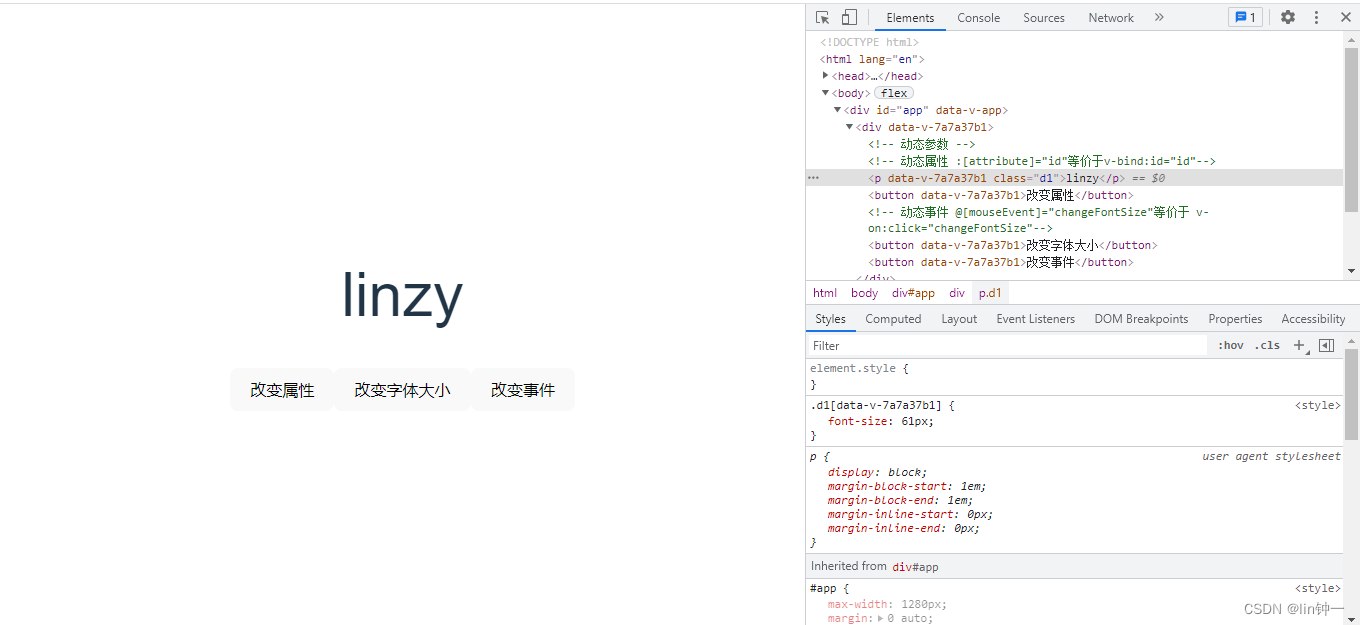 linzy
改变属性 改变字体大小 改变事件
Elements Console Sources Network » 1
<!DOCTYPE html>
<html lang="en">
<head>…</head>
<body> flex
<div id="app" data-v-app>
<div data-v-7a7a37b1>
<!-- 动态参数 -->
<!-- 动态属性 :[attribute]="id"等价于v-bind:id="id"-->
… <p data-v-7a7a37b1 class="d1">linzy</p> == $0
<button data-v-7a7a37b1>改变属性</button>
<!-- 动态事件 @[mouseEvent]="changeFontSize"等价于 v-
on:click="changeFontSize"-->
<button data-v-7a7a37b1>改变字体大小</button>
<button data-v-7a7a37b1>改变事件</button>
</div>
html body div#app div p.d1
Styles Computed Layout Event Listeners DOM Breakpoints Properties Accessibility
Filter :hov .cls +
element.style {
}
.d1[data-v-7a7a37b1] { <style>
font-size: 61px;
}
p { user agent stylesheet
display: block;
margin-block-start: 1em;
margin-block-end: 1em;
margin-inline-start: 0px;
margin-inline-end: 0px;
}
Inherited from div#app
#app { <style>
max-width: 1280px;
margin: 0 auto;
CSDN @lin钟一